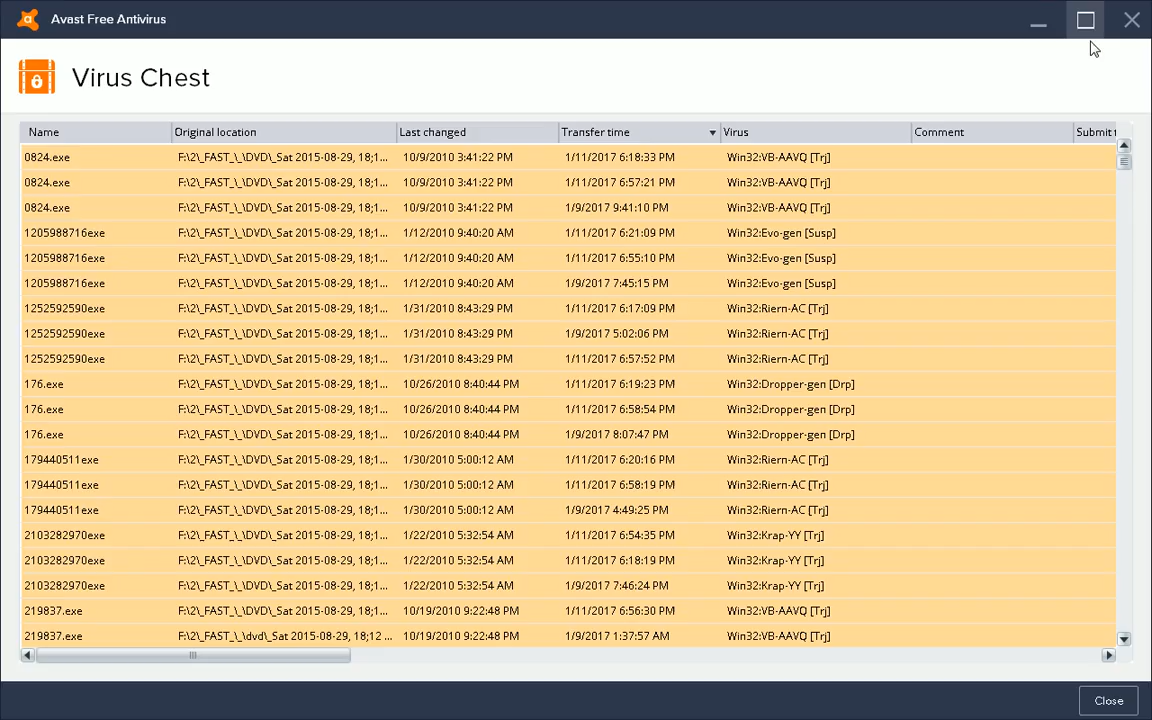 Avast Free Antivirus
Virus Chest
Name Original location Last changed Transfer time Virus Comment Submit
0824.exe F:\2\_FAST_\_\DVD\_Sat 2015-08-29, 18;1... 10/9/2010 3:41:22 PM 1/11/2017 6:18:33 PM Win32:VB-AAVQ [Trj]
0824.exe F:\2\_FAST_\_\DVD\_Sat 2015-08-29, 18;1... 10/9/2010 3:41:22 PM 1/11/2017 6:57:21 PM Win32:VB-AAVQ [Trj]
0824.exe F:\2\_FAST_\_\DVD\_Sat 2015-08-29, 18;1... 10/9/2010 3:41:22 PM 1/9/2017 9:41:10 PM Win32:VB-AAVQ [Trj]
1205988716exe F:\2\_FAST_\_\DVD\_Sat 2015-08-29, 18;1... 1/12/2010 9:40:20 AM 1/11/2017 6:21:09 PM Win32:Evo-gen [Susp]
1205988716exe F:\2\_FAST_\_\DVD\_Sat 2015-08-29, 18;1... 1/12/2010 9:40:20 AM 1/11/2017 6:55:10 PM Win32:Evo-gen [Susp]
1205988716exe F:\2\_FAST_\_\DVD\_Sat 2015-08-29, 18;1... 1/12/2010 9:40:20 AM 1/9/2017 7:45:15 PM Win32:Evo-gen [Susp]
1252592590exe F:\2\_FAST_\_\DVD\_Sat 2015-08-29, 18;1... 1/31/2010 8:43:29 PM 1/11/2017 6:17:09 PM Win32:Riern-AC [Trj]
1252592590exe F:\2\_FAST_\_\DVD\_Sat 2015-08-29, 18;1... 1/31/2010 8:43:29 PM 1/9/2017 5:02:06 PM Win32:Riern-AC [Trj]
1252592590exe F:\2\_FAST_\_\DVD\_Sat 2015-08-29, 18;1... 1/31/2010 8:43:29 PM 1/11/2017 6:57:52 PM Win32:Riern-AC [Trj]
176.exe F:\2\_FAST_\_\DVD\_Sat 2015-08-29, 18;1... 10/26/2010 8:40:44 PM 1/11/2017 6:19:23 PM Win32:Dropper-gen [Drp]
176.exe F:\2\_FAST_\_\DVD\_Sat 2015-08-29, 18;1... 10/26/2010 8:40:44 PM 1/11/2017 6:58:54 PM Win32:Dropper-gen [Drp]
176.exe F:\2\_FAST_\_\DVD\_Sat 2015-08-29, 18;1... 10/26/2010 8:40:44 PM 1/9/2017 8:07:47 PM Win32:Dropper-gen [Drp]
179440511exe F:\2\_FAST_\_\DVD\_Sat 2015-08-29, 18;1... 1/30/2010 5:00:12 AM 1/11/2017 6:20:16 PM Win32:Riern-AC [Trj]
179440511exe F:\2\_FAST_\_\DVD\_Sat 2015-08-29, 18;1... 1/30/2010 5:00:12 AM 1/11/2017 6:58:19 PM Win32:Riern-AC [Trj]
179440511exe F:\2\_FAST_\_\DVD\_Sat 2015-08-29, 18;1... 1/30/2010 5:00:12 AM 1/9/2017 4:49:25 PM Win32:Riern-AC [Trj]
2103282970exe F:\2\_FAST_\_\DVD\_Sat 2015-08-29, 18;1... 1/22/2010 5:32:54 AM 1/11/2017 6:54:35 PM Win32:Krap-YY [Trj]
2103282970exe F:\2\_FAST_\_\DVD\_Sat 2015-08-29, 18;1... 1/22/2010 5:32:54 AM 1/11/2017 6:18:19 PM Win32:Krap-YY [Trj]
2103282970exe F:\2\_FAST_\_\DVD\_Sat 2015-08-29, 18;1... 1/22/2010 5:32:54 AM 1/9/2017 7:46:24 PM Win32:Krap-YY [Trj]
219837.exe F:\2\_FAST_\_\DVD\_Sat 2015-08-29, 18;1... 10/19/2010 9:22:48 PM 1/11/2017 6:56:30 PM Win32:VB-AAVQ [Trj]
219837.exe F:\2\_FAST_\_\dvd\_Sat 2015-08-29, 18;12 ... 10/19/2010 9:22:48 PM 1/9/2017 1:37:57 AM Win32:VB-AAVQ [Trj]
Close